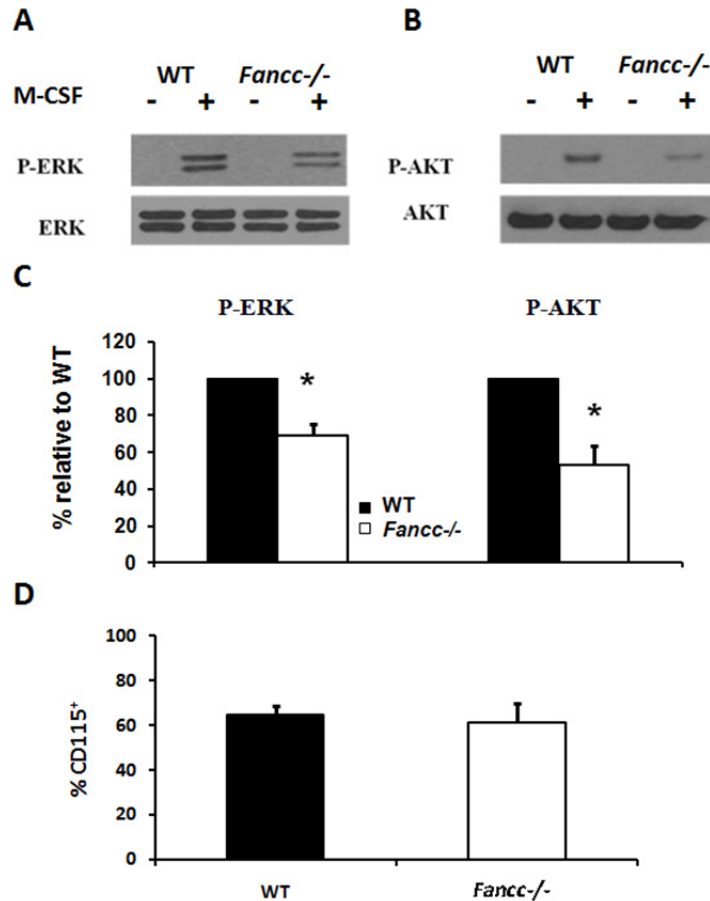 A
WT Fancc-/-
M-CSF - + - +
P-ERK
ERK
B
WT Fancc-/-
- + - +
P-AKT
AKT
C
P-ERK P-AKT
% relative to WT
120
100
80
60
40
20
0
* *
WT
Fancc-/-
D
% CD115+
100
80
60
40
20
0
WT Fancc-/-